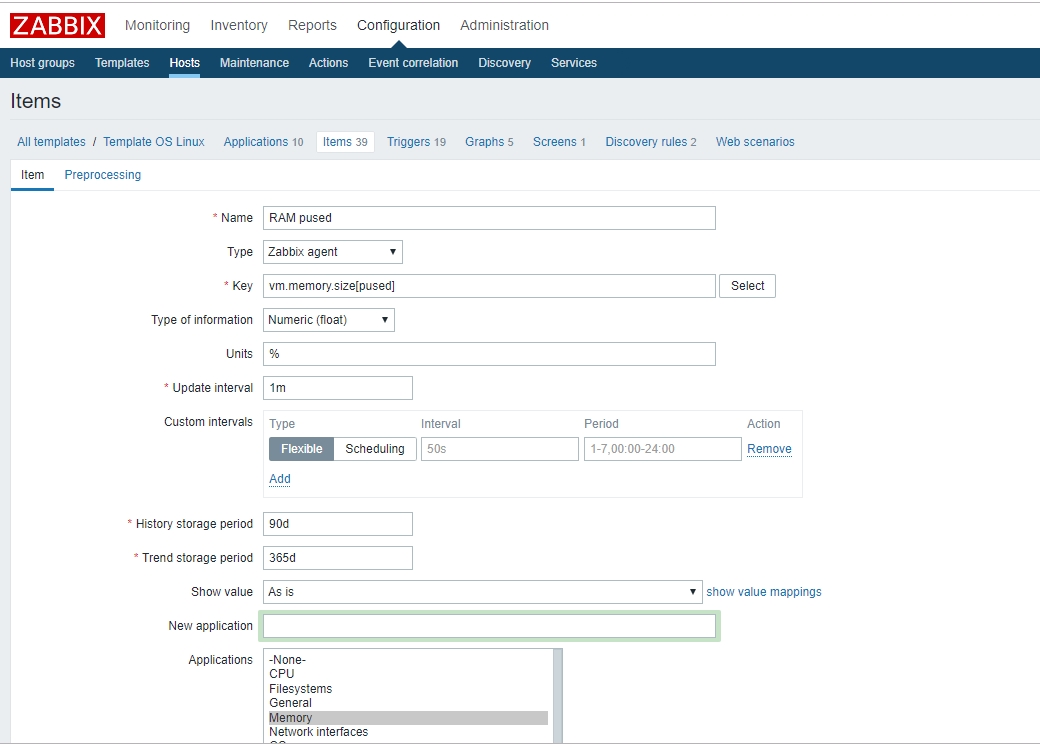 ZABBIX Monitoring Inventory Reports Configuration Administration
Host groups Templates Hosts Maintenance Actions Event correlation Discovery Services
Items
All templates / Template OS Linux Applications 10 Items 39 Triggers 19 Graphs 5 Screens 1 Discovery rules 2 Web scenarios
Item Preprocessing
* Name RAM pused
Type Zabbix agent
* Key vm.memory.size[pused] Select
Type of information Numeric (float)
Units %
* Update interval 1m
Custom intervals Type Interval Period Action
Flexible Scheduling 50s 1-7,00:00-24:00 Remove
Add
* History storage period 90d
* Trend storage period 365d
Show value As is show value mappings
New application
Applications -None-
CPU
Filesystems
General
Memory
Network interfaces